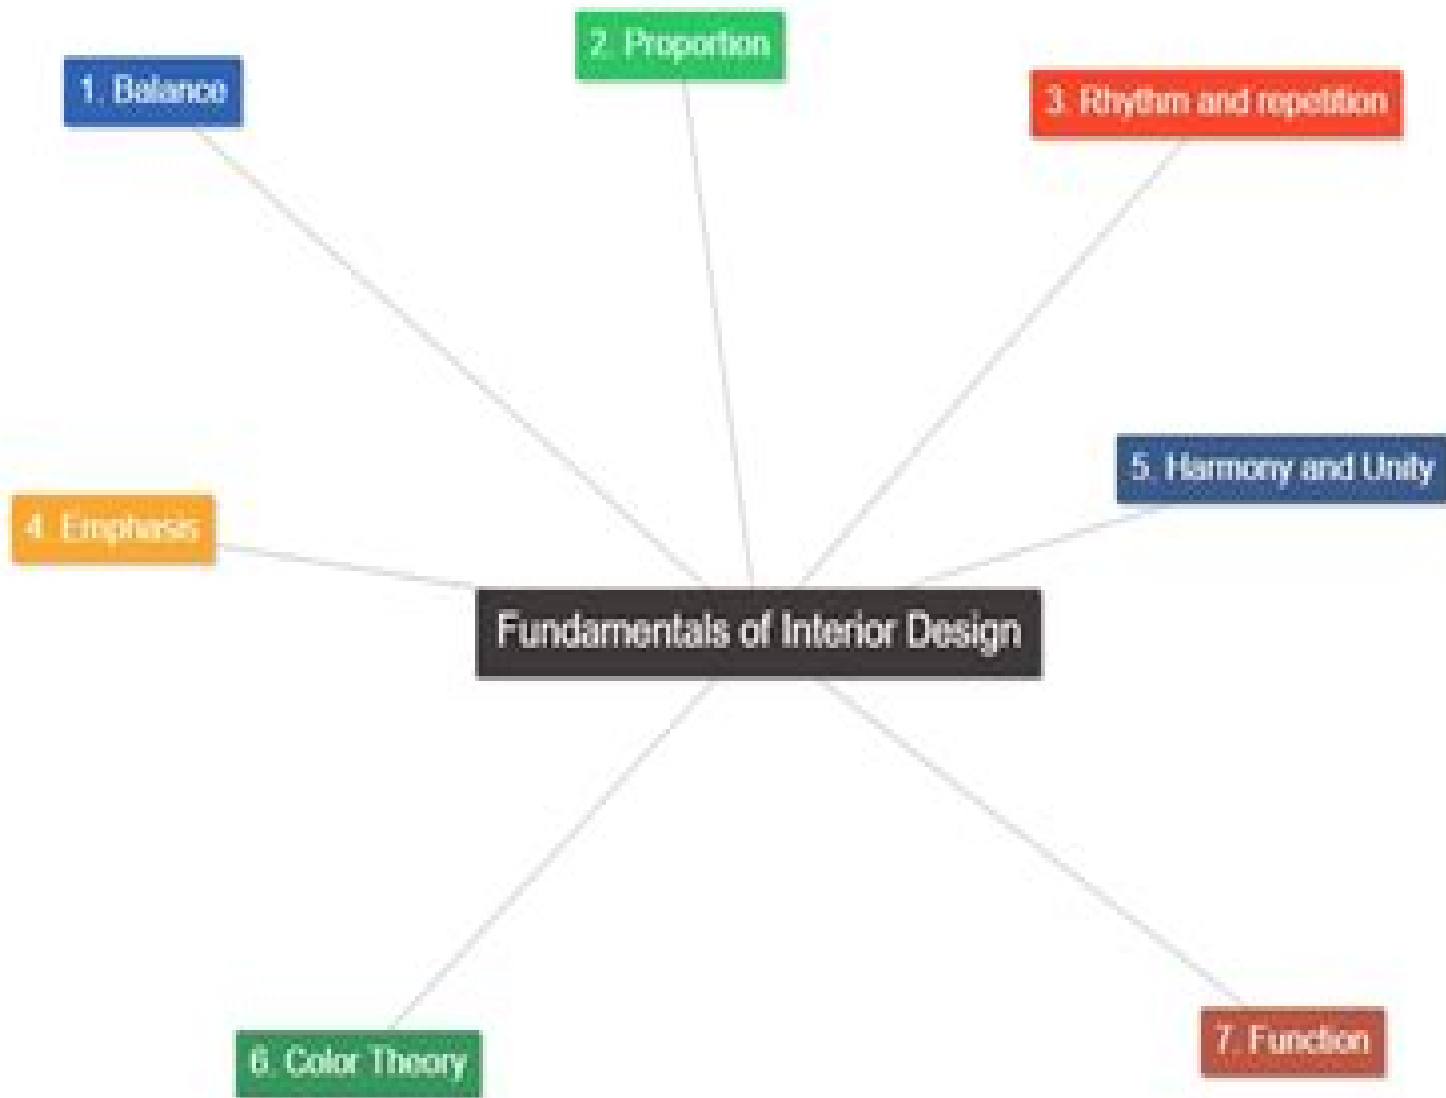 1. Balance
2. Proportion
3. Rhythm and repetition
4. Emphasis
5. Harmony and Unity
Fundamentals of Interior Design
6. Color Theory
7. Function